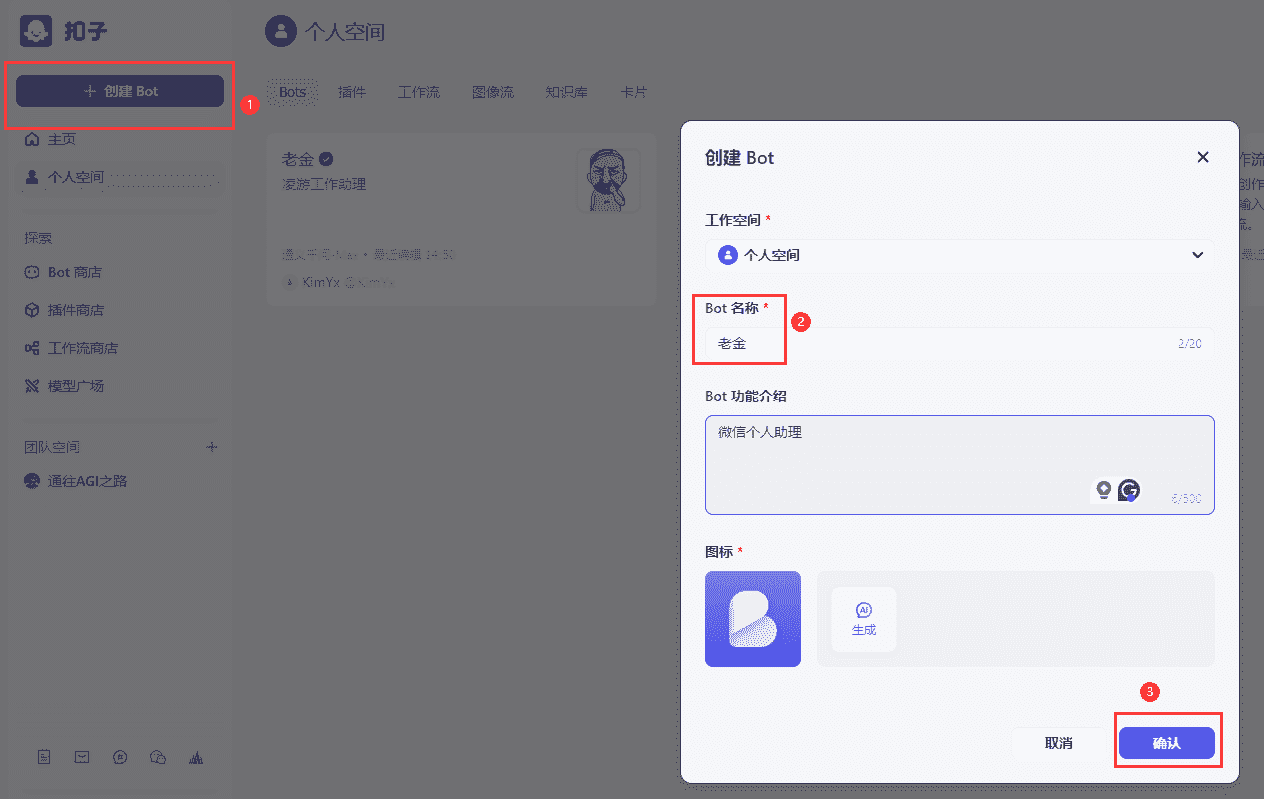 扣子
个人空间
+ 创建 Bot
1
Bots 插件 工作流 图像流 知识库 卡片
主页
个人空间
老金
凌游工作助理
KimYx
探索
Bot 商店
插件商店
工作流商店
模型广场
团队空间 +
通往AGI之路
创建 Bot
工作空间 *
个人空间
Bot 名称 *
2
老金
2/20
Bot 功能介绍
微信个人助理
图标 *
AI
生成
3
取消
确认